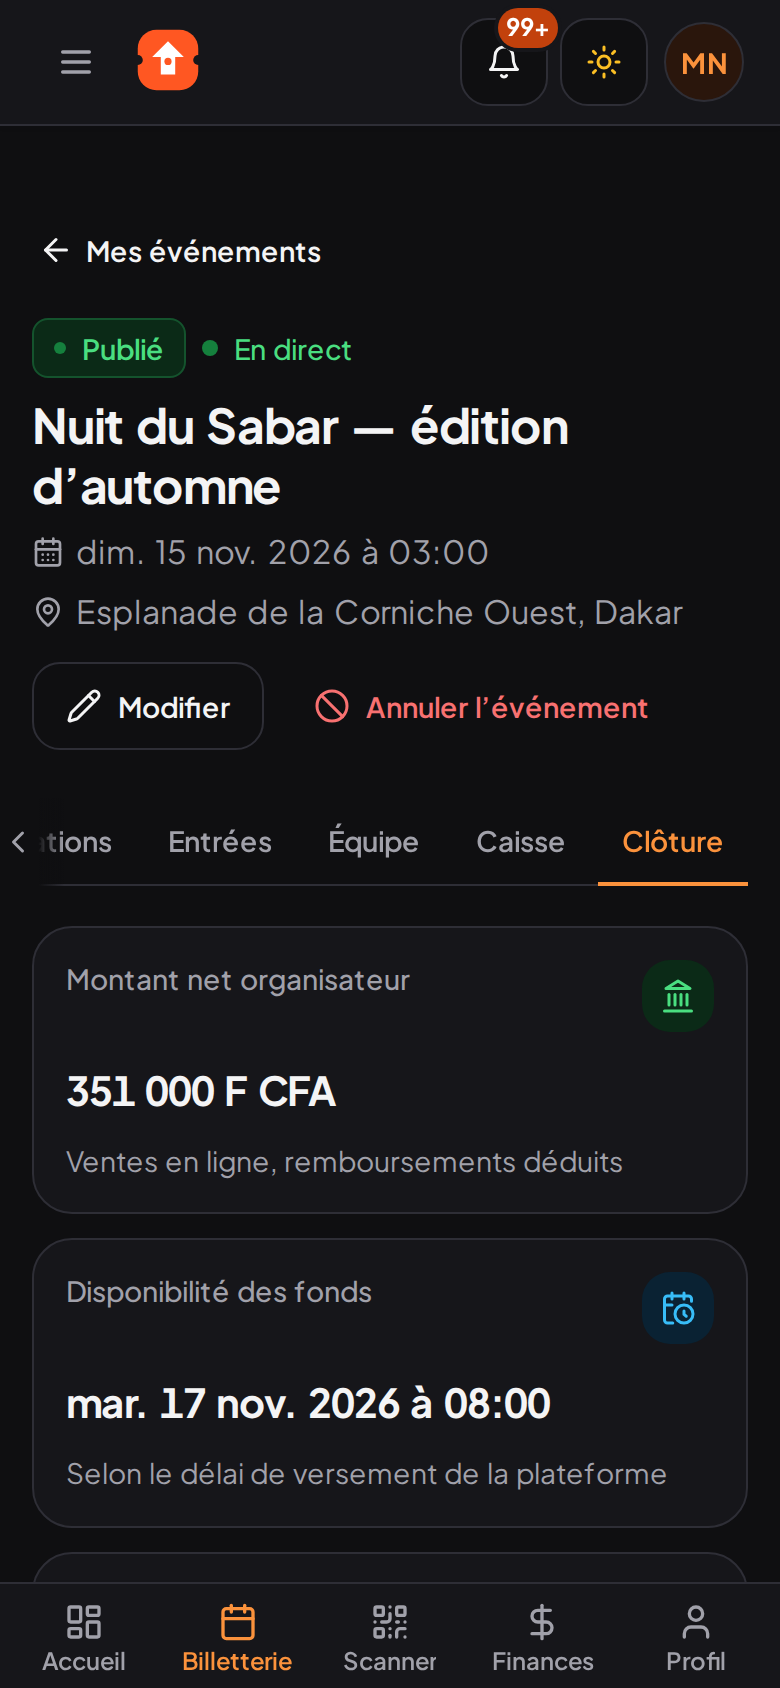 99+
MN
Mes événements
Publié
En direct
Nuit du Sabar — édition
d’automne
dim. 15 nov. 2026 à 03:00
Esplanade de la Corniche Ouest, Dakar
Modifier
Annuler l’événement
tions
Entrées
Équipe
Caisse
Clôture
Montant net organisateur
351 000 F CFA
Ventes en ligne, remboursements déduits
Disponibilité des fonds
mar. 17 nov. 2026 à 08:00
Selon le délai de versement de la plateforme
Accueil
Billetterie
Scanner
Finances
Profil